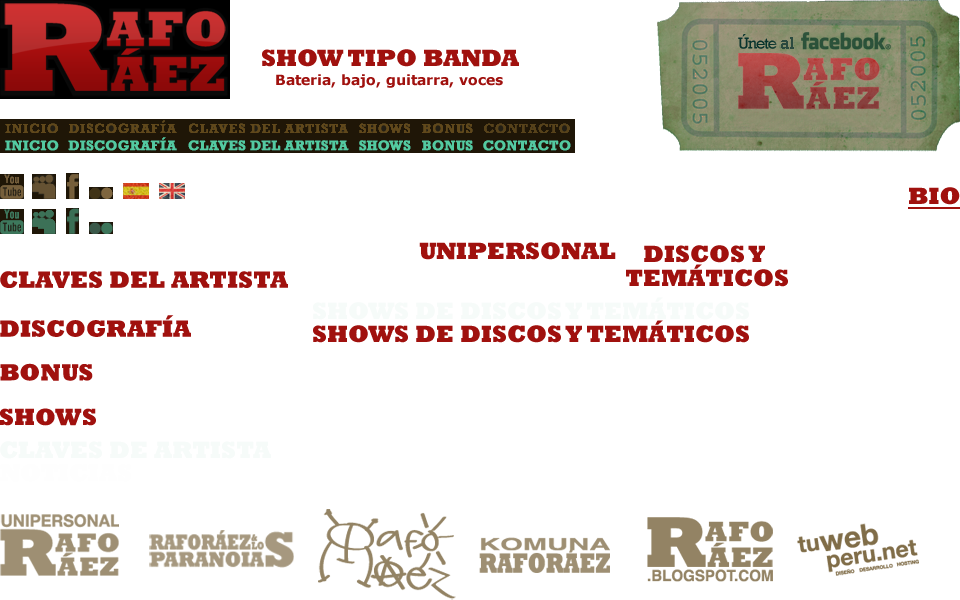 RAFO
RÁEZ
SHOW TIPO BANDA
Bateria, bajo, guitarra, voces
Únete al facebook
RAFO
RÁEZ
052005
052005
INICIO DISCOGRAFÍA CLAVES DEL ARTISTA SHOWS BONUS CONTACTO
INICIO DISCOGRAFÍA CLAVES DEL ARTISTA SHOWS BONUS CONTACTO
You Tube
f
You Tube
f
BIO
UNIPERSONAL
DISCOS Y
TEMÁTICOS
CLAVES DEL ARTISTA
SHOWS DE DISCOS Y TEMÁTICOS
SHOWS DE DISCOS Y TEMÁTICOS
DISCOGRAFÍA
BONUS
SHOWS
CLAVES DE ARTISTA
UNIPERSONAL
RAFO
RÁEZ
RAFORÁEZ & LOS
PARANOIAS
Rafo
RAez
KOMUNA
RAFORÁEZ
RAFO
RÁEZ
.BLOGSPOT.COM
tuweb
peru.net
DISEÑO DESARROLLO HOSTING